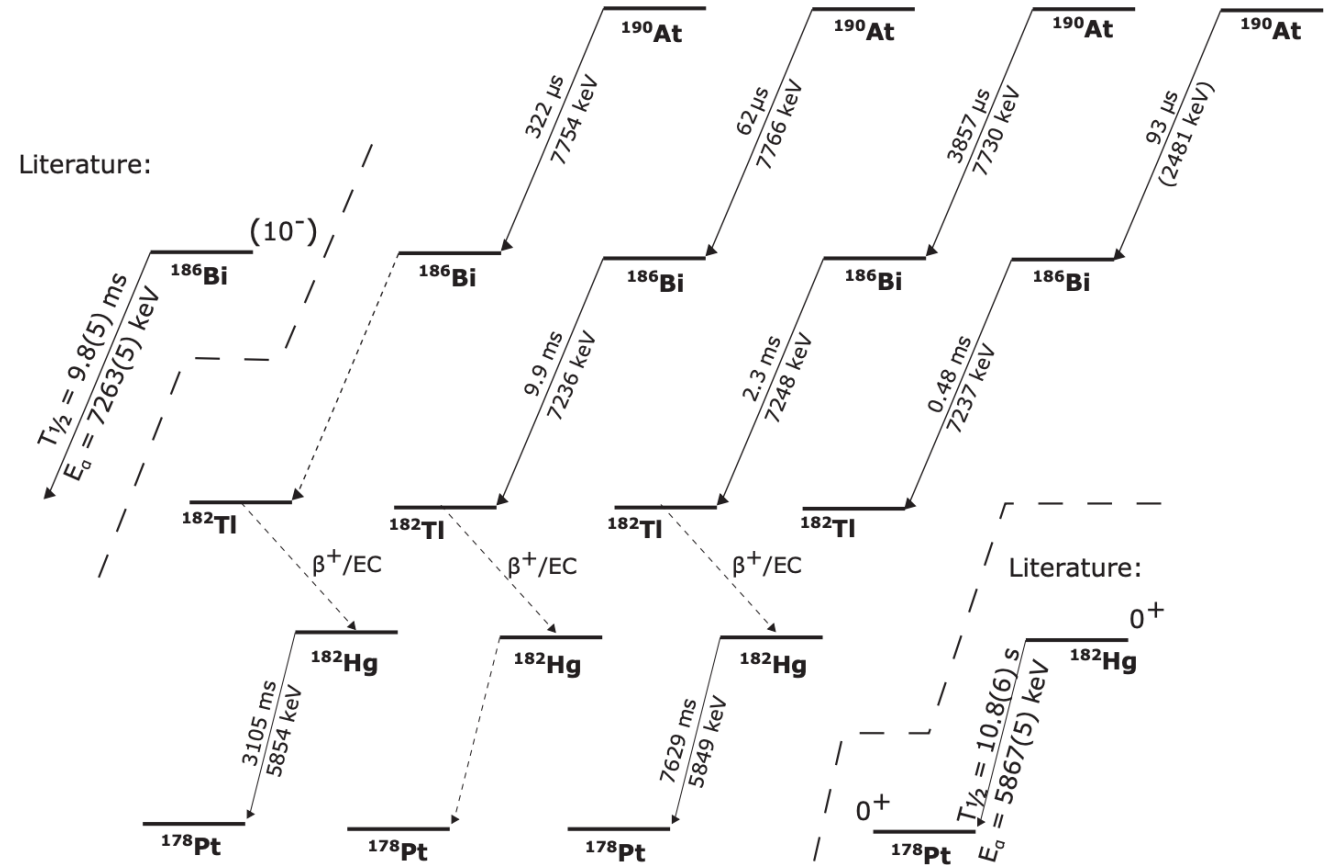 ¹⁹⁰At
¹⁹⁰At
¹⁹⁰At
¹⁹⁰At
322 µs
7754 keV
62 µs
7766 keV
3857 µs
7730 keV
93 µs
(2481 keV)
Literature:
(10⁻)
¹⁸⁶Bi
¹⁸⁶Bi
¹⁸⁶Bi
¹⁸⁶Bi
¹⁸⁶Bi
T½ = 9.8(5) ms
Eα = 7263(5) keV
9.9 ms
7236 keV
2.3 ms
7248 keV
0.48 ms
7237 keV
¹⁸²Tl
¹⁸²Tl
¹⁸²Tl
¹⁸²Tl
β⁺/EC
β⁺/EC
β⁺/EC
Literature:
0⁺
¹⁸²Hg
¹⁸²Hg
¹⁸²Hg
¹⁸²Hg
3105 ms
5854 keV
7629 ms
5849 keV
T½ = 10.8(6) s
Eα = 5867(5) keV
0⁺
¹⁷⁸Pt
¹⁷⁸Pt
¹⁷⁸Pt
¹⁷⁸Pt